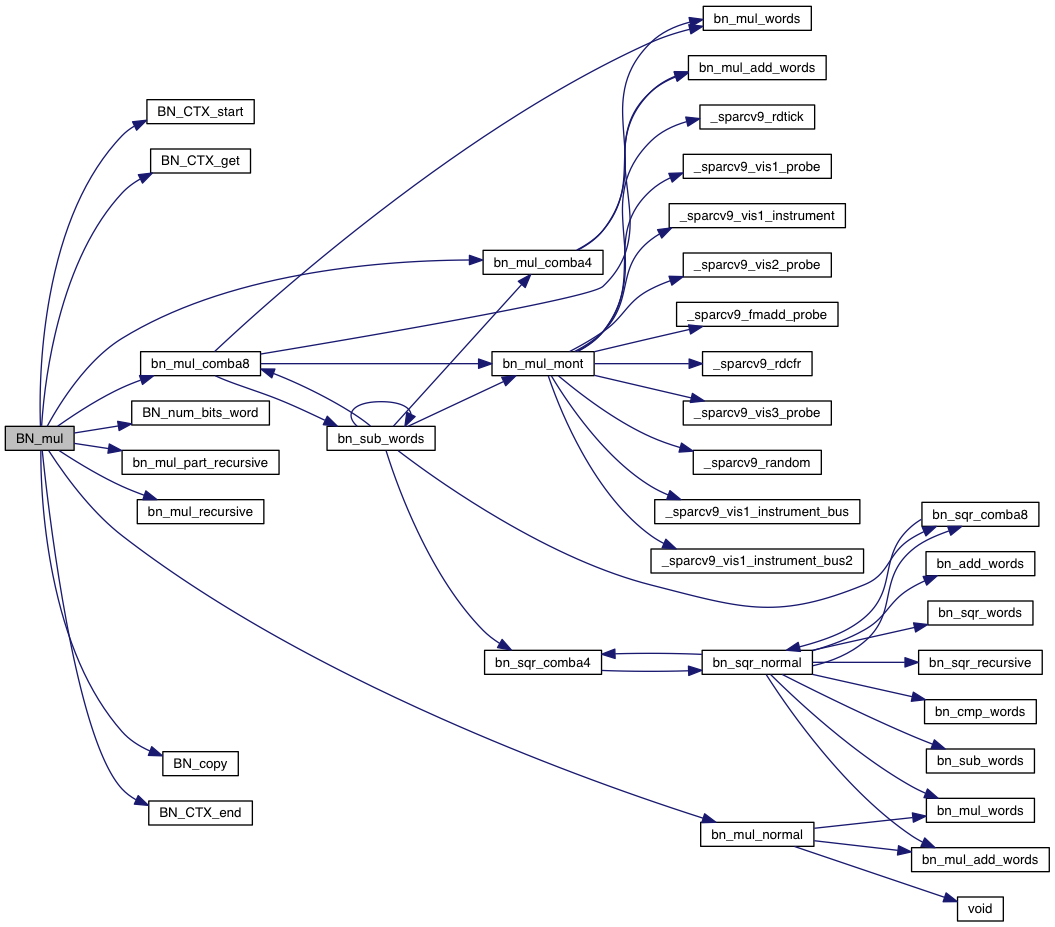 bn_mul_words
bn_mul_add_words
BN_CTX_start
_sparcv9_rdtick
BN_CTX_get
_sparcv9_vis1_probe
_sparcv9_vis1_instrument
bn_mul_comba4
_sparcv9_vis2_probe
_sparcv9_fmadd_probe
bn_mul_comba8
bn_mul_mont
_sparcv9_rdcfr
BN_num_bits_word
_sparcv9_vis3_probe
BN_mul
bn_sub_words
bn_mul_part_recursive
_sparcv9_random
bn_mul_recursive
_sparcv9_vis1_instrument_bus
bn_sqr_comba8
_sparcv9_vis1_instrument_bus2
bn_add_words
bn_sqr_words
bn_sqr_comba4
bn_sqr_normal
bn_sqr_recursive
bn_cmp_words
BN_copy
bn_sub_words
BN_CTX_end
bn_mul_words
bn_mul_normal
bn_mul_add_words
void